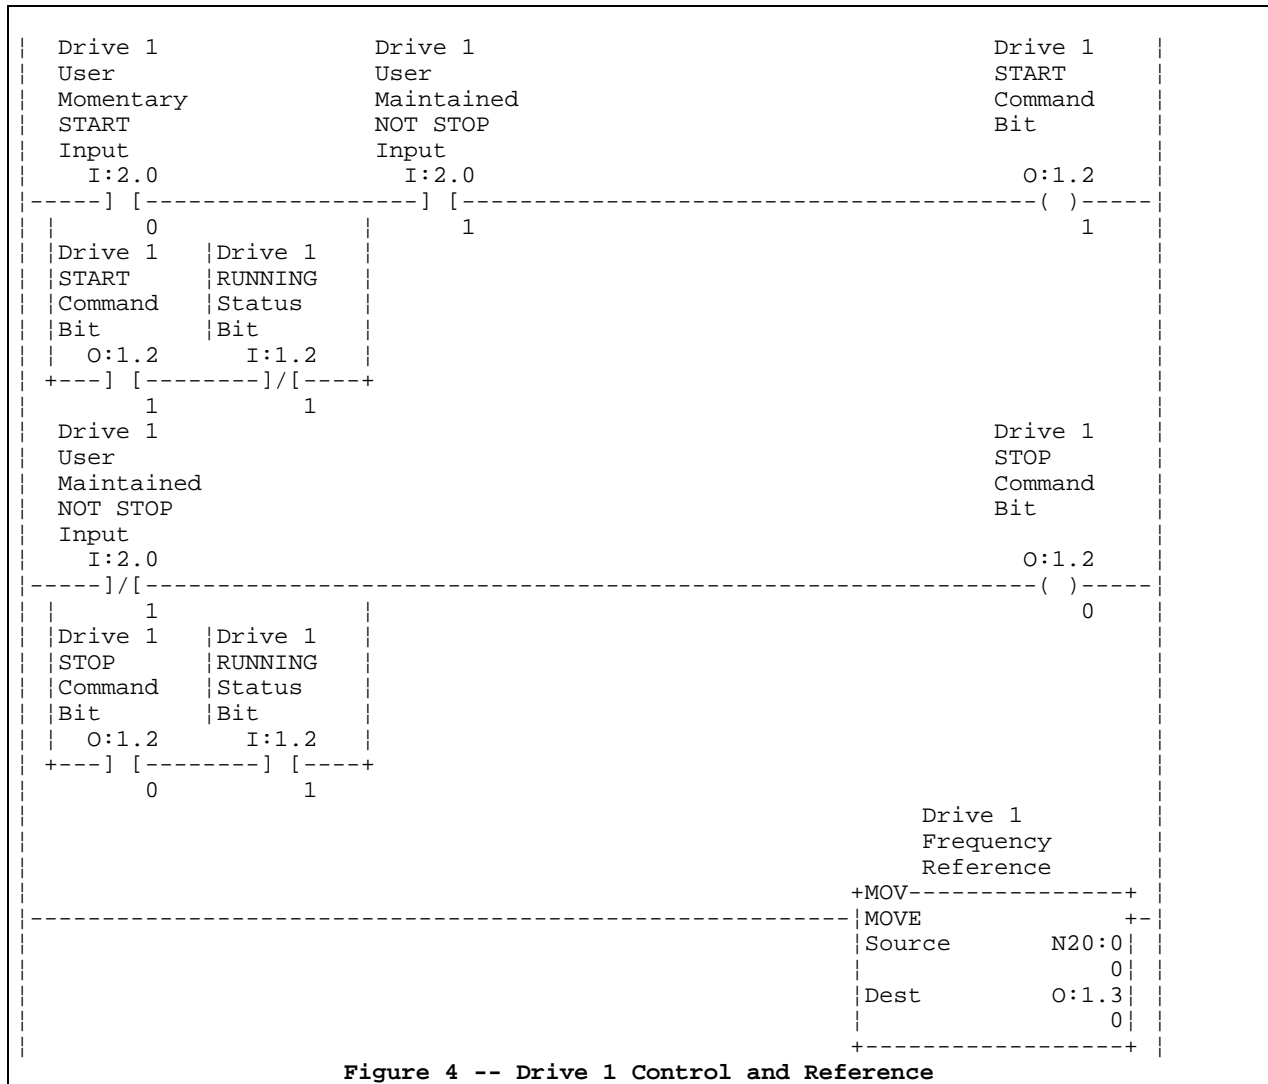 Drive 1 Drive 1 Drive 1
User User START
Momentary Maintained Command
START NOT STOP Bit
Input Input
I:2.0 I:2.0 O:1.2
-----] [-------------------] [----------------------------------------( )-----
0 1 1
Drive 1 Drive 1
START RUNNING
Command Status
Bit Bit
O:1.2 I:1.2
+---] [--------]/[----+
1 1
Drive 1 Drive 1
User STOP
Maintained Command
NOT STOP Bit
Input
I:2.0 O:1.2
-----]/[--------------------------------------------------------------( )-----
1 0
Drive 1 Drive 1
STOP RUNNING
Command Status
Bit Bit
O:1.2 I:1.2
+---] [--------] [----+
0 1
Drive 1
Frequency
Reference
+MOV---------------+
MOVE +-
Source N20:0
0
Dest O:1.3
0
+------------------+
Figure 4 -- Drive 1 Control and Reference